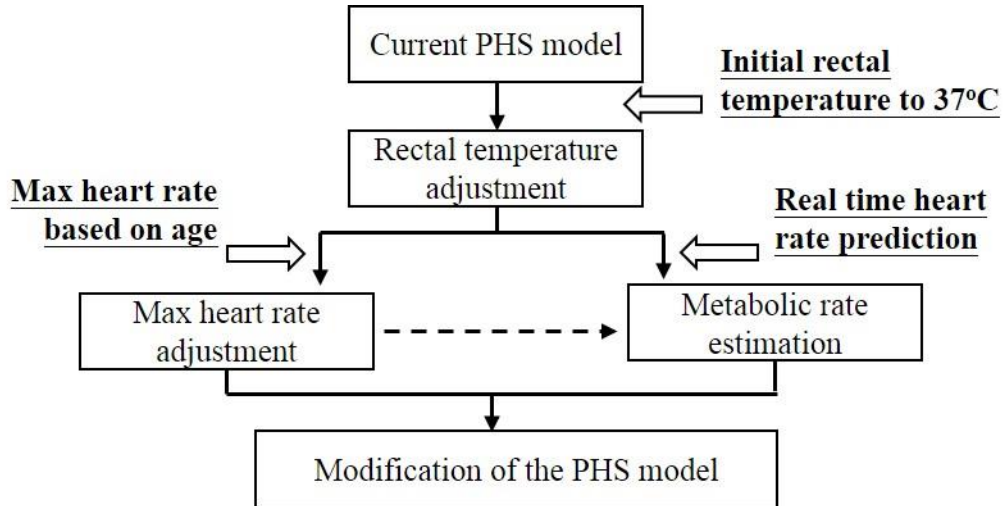 Current PHS model
Initial rectal
temperature to 37°C
Rectal temperature
adjustment
Max heart rate
based on age
Real time heart
rate prediction
Max heart rate
adjustment
Metabolic rate
estimation
Modification of the PHS model